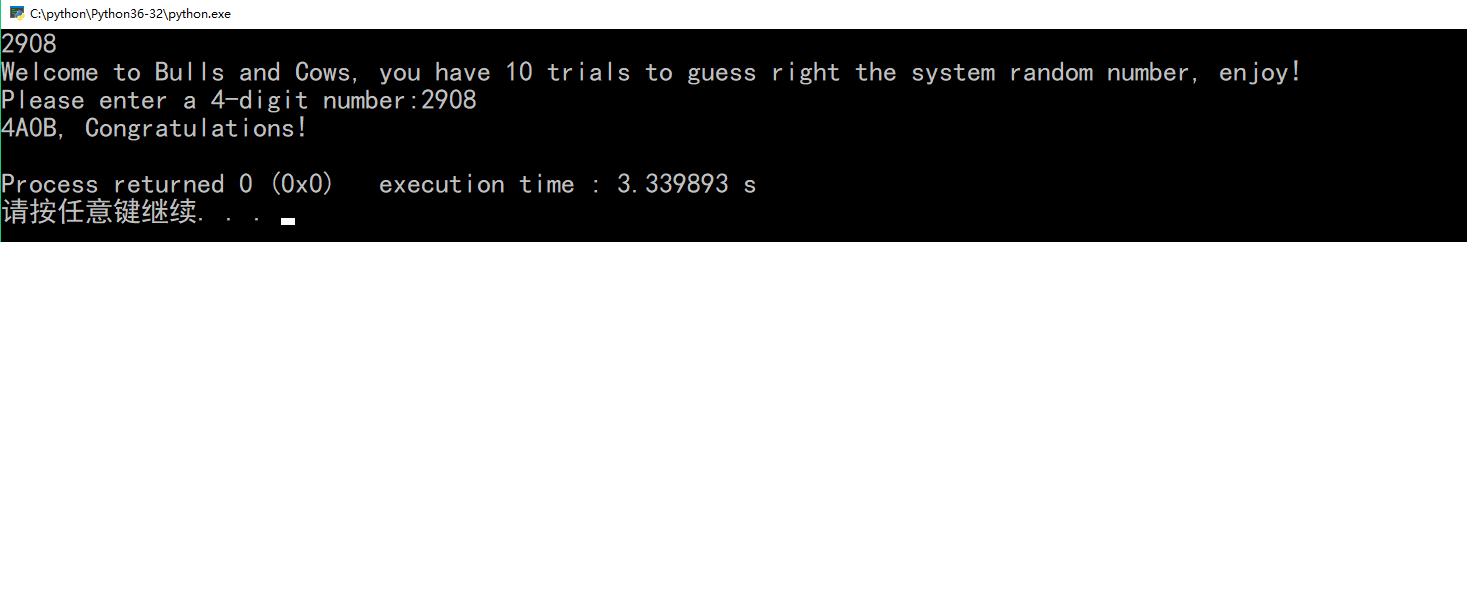 C:\python\Python36-32\python.exe
2908
Welcome to Bulls and Cows, you have 10 trials to guess right the system random number, enjoy!
Please enter a 4-digit number:2908
4A0B, Congratulations!
Process returned 0 (0x0)   execution time : 3.339893 s
请按任意键继续. . .